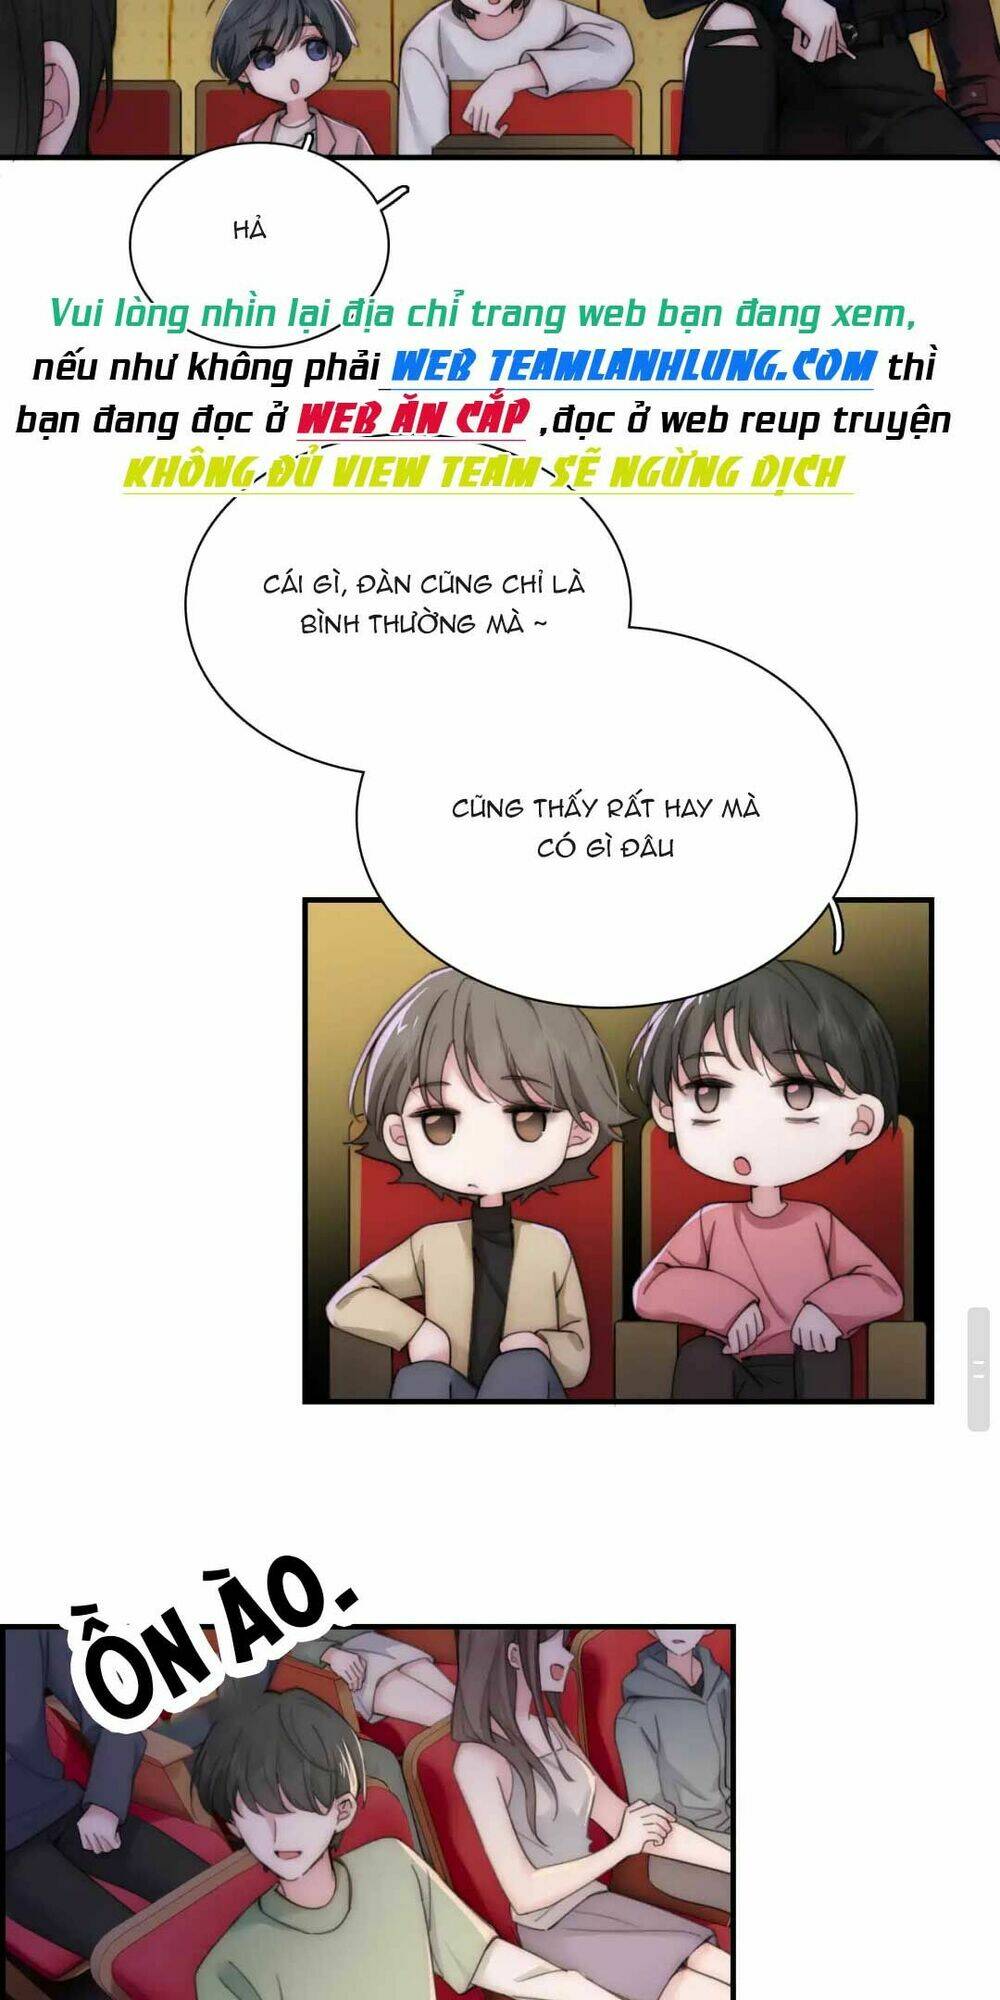 HẢ
Vui lòng nhìn lại địa chỉ trang web bạn đang xem,
nếu như không phải WEB TEAMLANHLUNG.COM thì
bạn đang đọc ở WEB ĂN CẮP ,đọc ở web reup truyện
KHÔNG ĐỦ VIEW TEAM SẼ NGỪNG DỊCH
CÁI GÌ, ĐÀN CŨNG CHỈ LÀ
BÌNH THƯỜNG MÀ ~
CŨNG THẤY RẤT HAY MÀ
CÓ GÌ ĐÂU
ỒN ÀO.